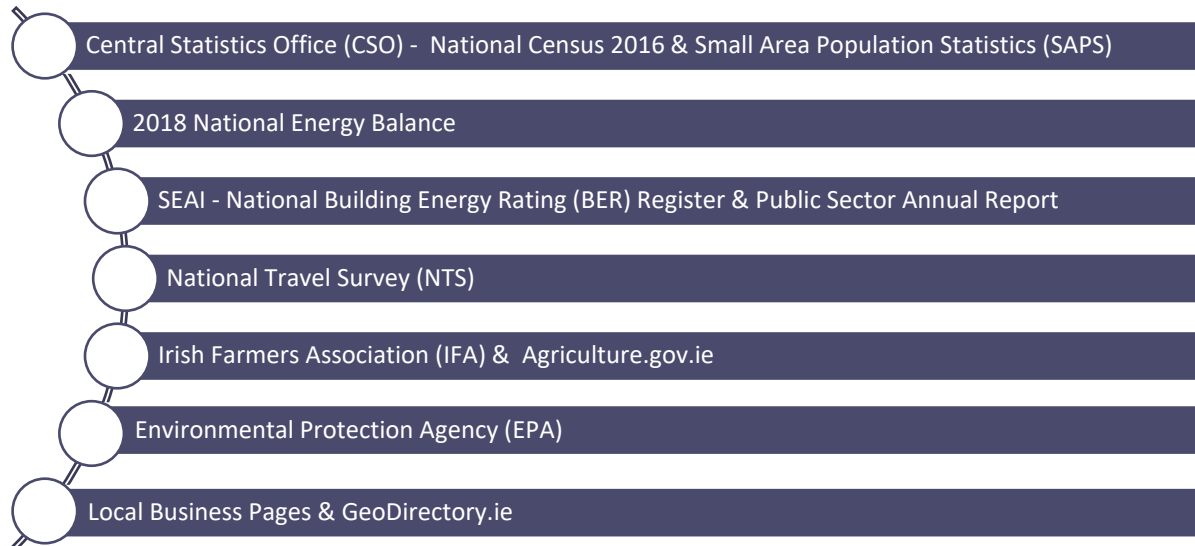 Central Statistics Office (CSO) - National Census 2016 & Small Area Population Statistics (SAPS)
2018 National Energy Balance
SEAI - National Building Energy Rating (BER) Register & Public Sector Annual Report
National Travel Survey (NTS)
Irish Farmers Association (IFA) & Agriculture.gov.ie
Environmental Protection Agency (EPA)
Local Business Pages & GeoDirectory.ie